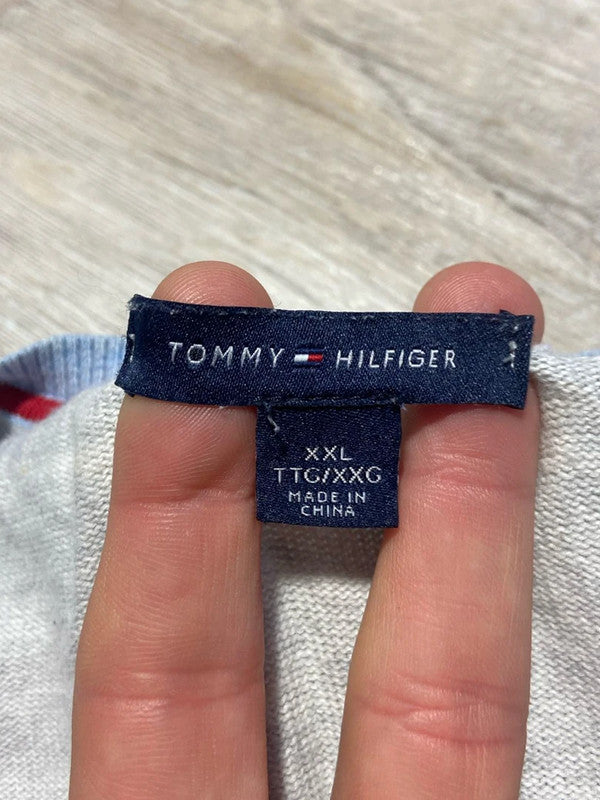 TOMMY HILFIGER
XXL
TTG/XXG
MADE IN
CHINA